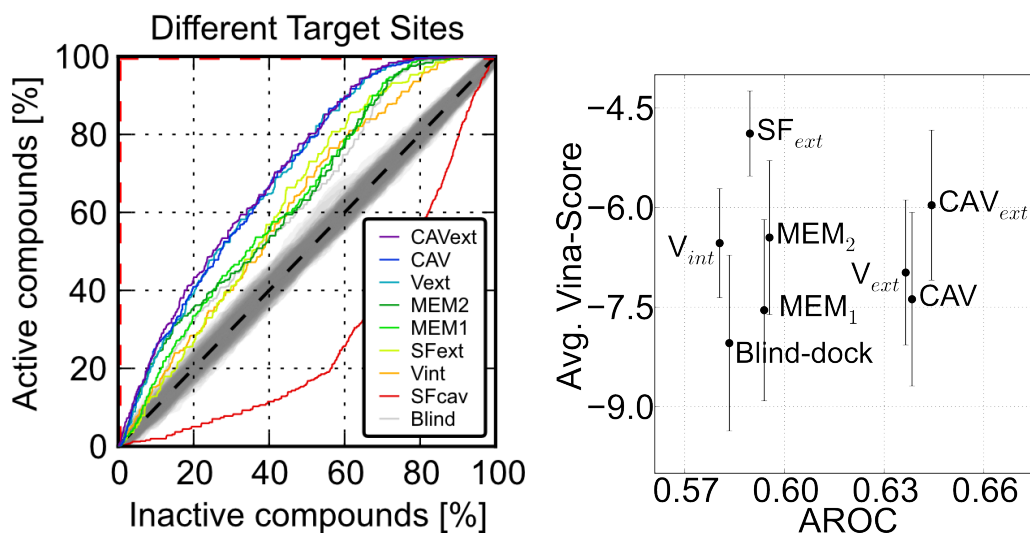 Different Target Sites
Active compounds [%]
100
80
60
40
20
0
CAVext
CAV
Vext
MEM2
MEM1
SFext
Vint
SFcav
Blind
0 20 40 60 80 100
Inactive compounds [%]
Avg. Vina-Score
−4.5
−6.0
−7.5
−9.0
SF_ext
CAV_ext
V_int
MEM_2
V_ext
CAV
MEM_1
Blind-dock
0.57 0.60 0.63 0.66
AROC